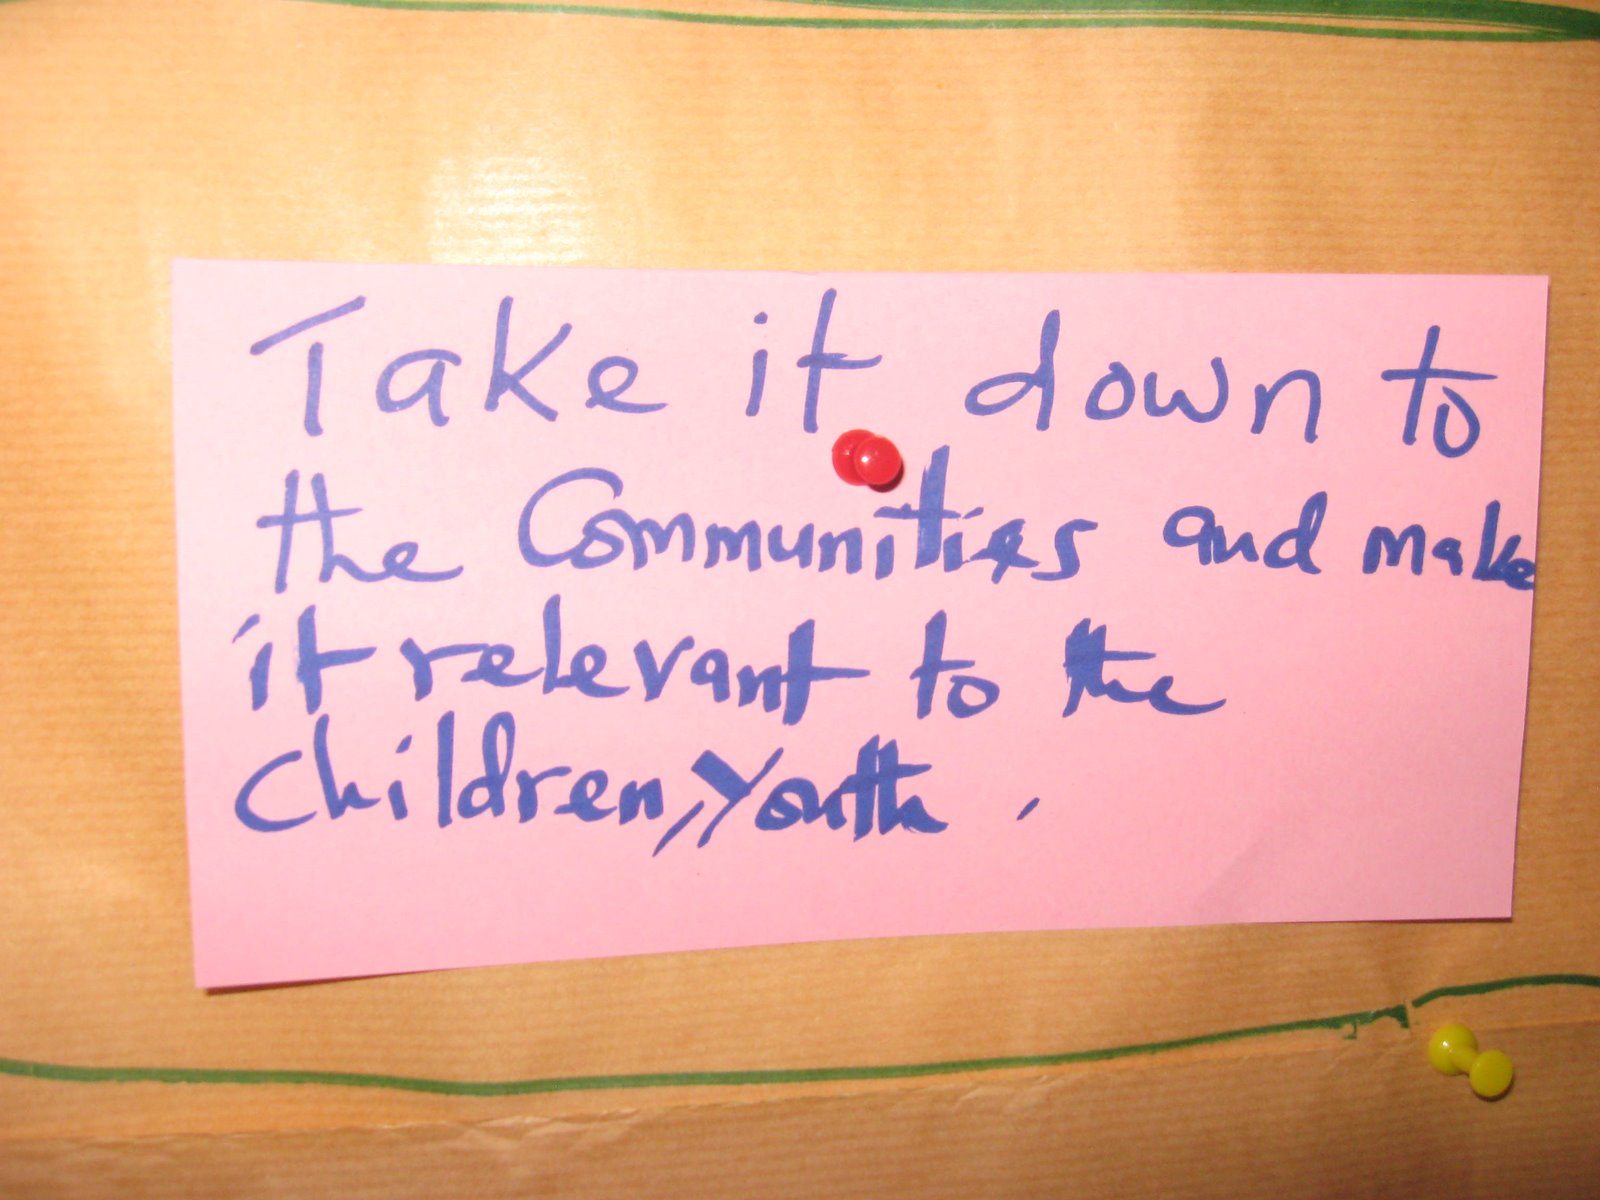 Take it down to
the Communities and make
it relevant to the
Children, Youth.